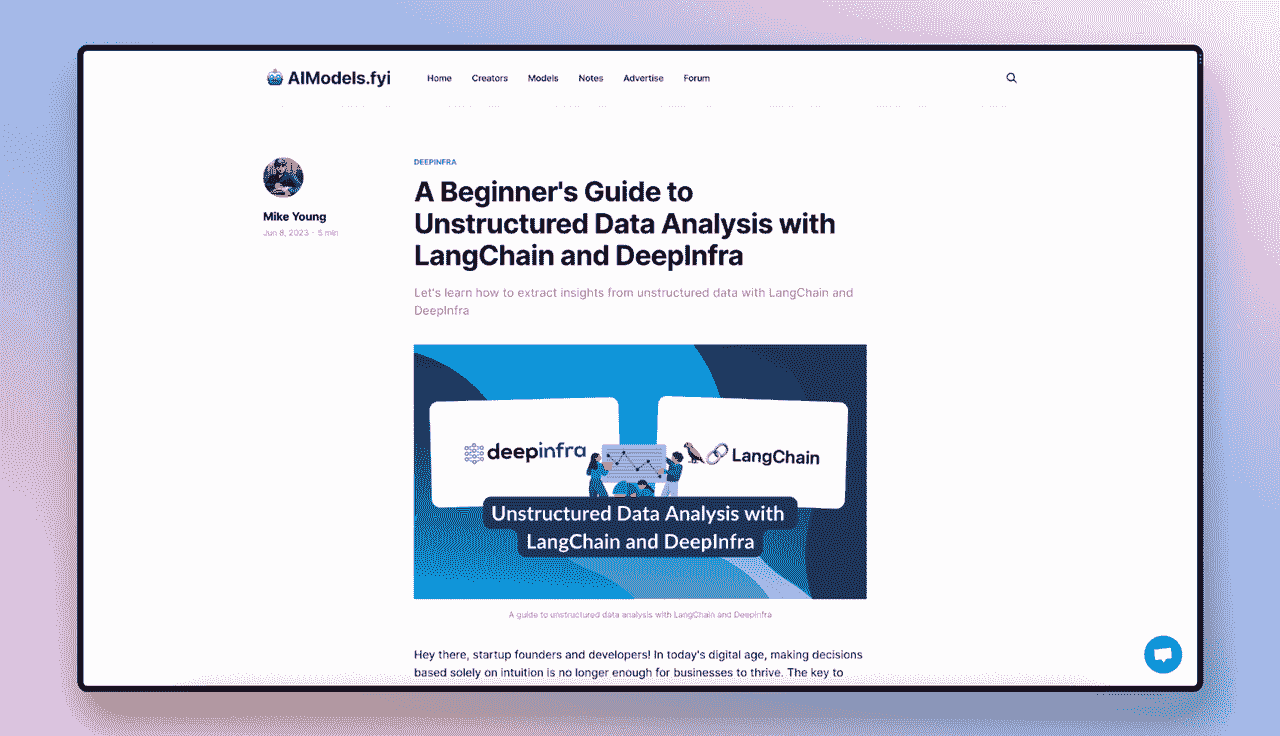 AIModels.fyi
Home Creators Models Notes Advertise Forum
Mike Young
Jun 8, 2023 · 5 min
DEEPINFRA
A Beginner's Guide to
Unstructured Data Analysis with
LangChain and DeepInfra
Let's learn how to extract insights from unstructured data with LangChain and
DeepInfra
deepinfra
LangChain
Unstructured Data Analysis with
LangChain and DeepInfra
A guide to unstructured data analysis with LangChain and Deepinfra
Hey there, startup founders and developers! In today's digital age, making decisions
based solely on intuition is no longer enough for businesses to thrive. The key to